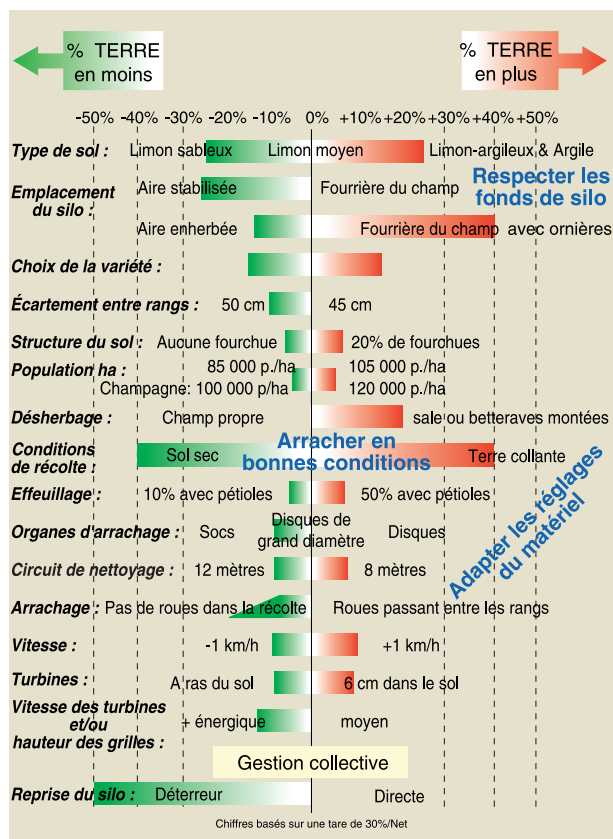 % TERRE
en moins
% TERRE
en plus
-50% -40% -30% -20% -10% 0% +10% +20% +30% +40% +50%
Type de sol : Limon sableux Limon moyen Limon-argileux & Argile
Emplacement
du silo :
Aire stabilisée Fourrière du champ
Respecter les
fonds de silo
Aire enherbée Fourrière du champ avec ornières
Choix de la variété :
Écartement entre rangs : 50 cm 45 cm
Structure du sol : Aucune fourchue 20% de fourchues
Population ha : 85 000 p./ha 105 000 p./ha
Champagne: 100 000 p/ha 120 000 p./ha
Désherbage : Champ propre sale ou betteraves montées
Conditions
de récolte :
Sol sec Terre collante
Arracher en
bonnes conditions
Effeuillage : 10% avec pétioles 50% avec pétioles
Organes d'arrachage : Socs Disques de
grand diamètre Disques
Circuit de nettoyage : 12 mètres 8 mètres
Adapter les réglages
du matériel
Arrachage : Pas de roues dans la récolte Roues passant entre les rangs
Vitesse : -1 km/h +1 km/h
Turbines : A ras du sol 6 cm dans le sol
Vitesse des turbines
et/ou
hauteur des grilles :
+ énergique moyen
Gestion collective
Reprise du silo : Déterreur Directe
Chiffres basés sur une tare de 30%/Net